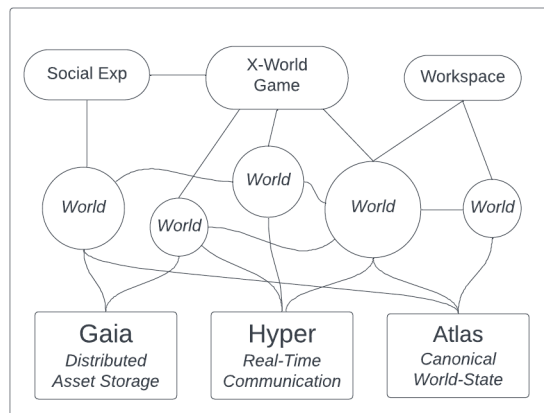 Social Exp
X-World
Game
Workspace
World
World
World
World
World
Gaia
Distributed
Asset Storage
Hyper
Real-Time
Communication
Atlas
Canonical
World-State